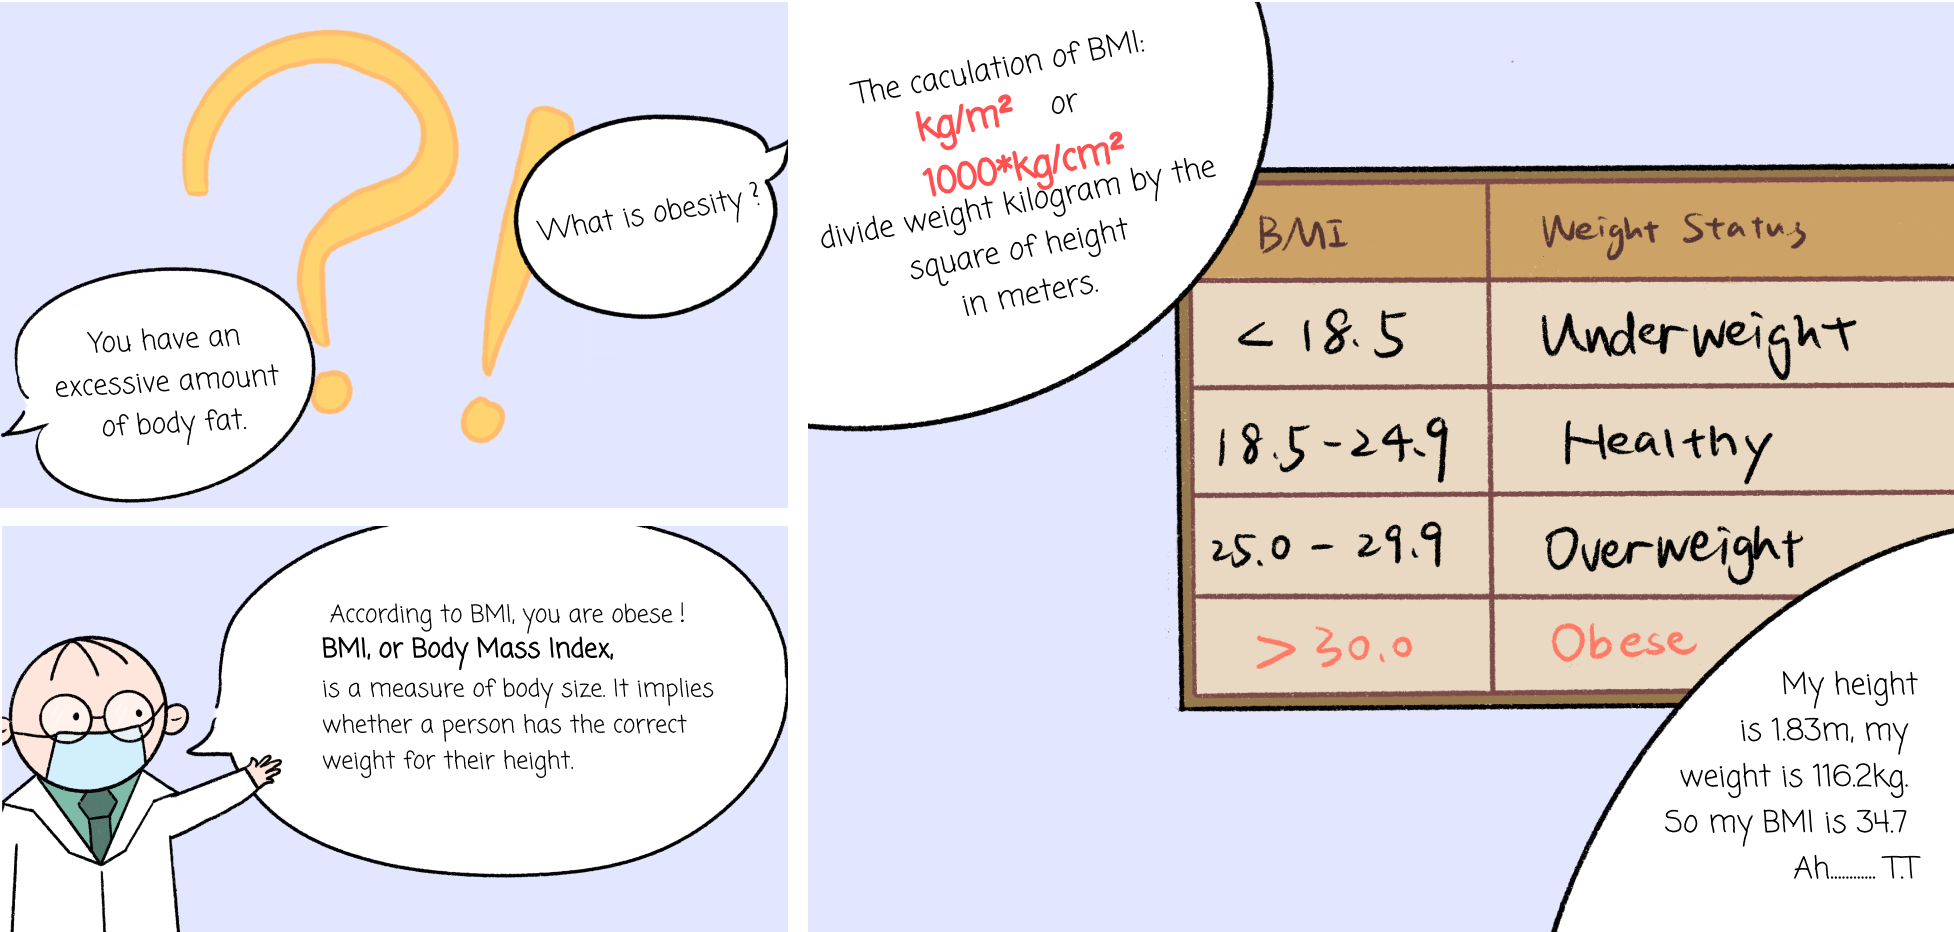 What is obesity ?
You have an
excessive amount
of body fat.
According to BMI, you are obese !
BMI, or Body Mass Index,
is a measure of body size. It implies
whether a person has the correct
weight for their height.
The caculation of BMI:
kg/m² or
1000*kg/cm²
divide weight kilogram by the
square of height
in meters.
BMI Weight Status
< 18.5 Underweight
18.5-24.9 Healthy
25.0 - 29.9 Overweight
> 30.0 Obese
My height
is 1.83m, my
weight is 116.2kg.
So my BMI is 34.7
Ah............ T.T